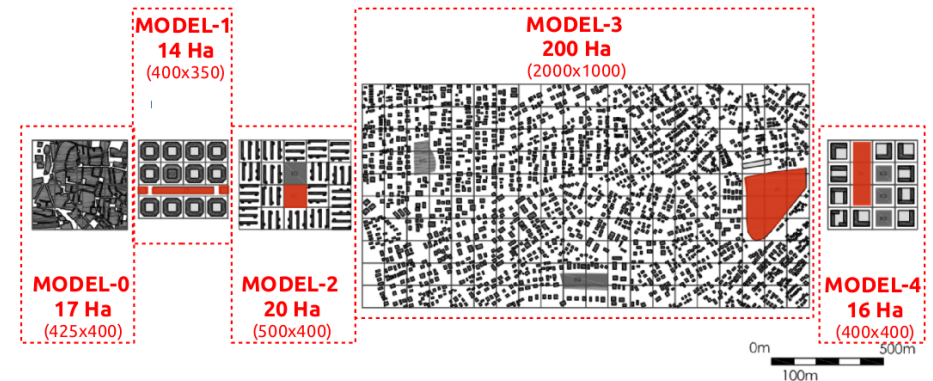 MODEL-1
14 Ha
(400x350)
MODEL-3
200 Ha
(2000x1000)
MODEL-0
17 Ha
(425x400)
MODEL-2
20 Ha
(500x400)
MODEL-4
16 Ha
(400x400)
0m
500m
100m